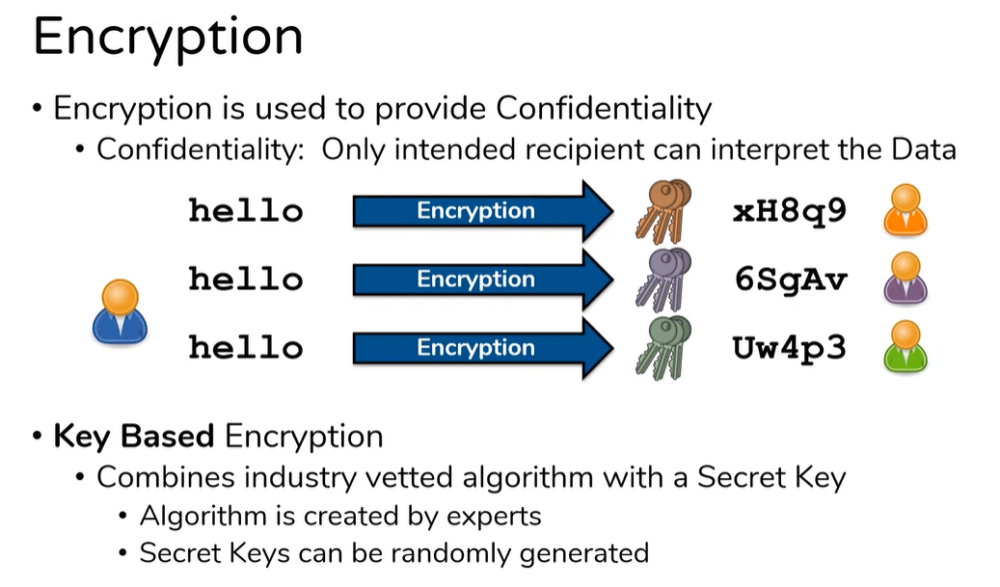 Encryption
• Encryption is used to provide Confidentiality
• Confidentiality: Only intended recipient can interpret the Data
hello Encryption xH8q9
hello Encryption 6SgAv
hello Encryption Uw4p3
• Key Based Encryption
• Combines industry vetted algorithm with a Secret Key
• Algorithm is created by experts
• Secret Keys can be randomly generated